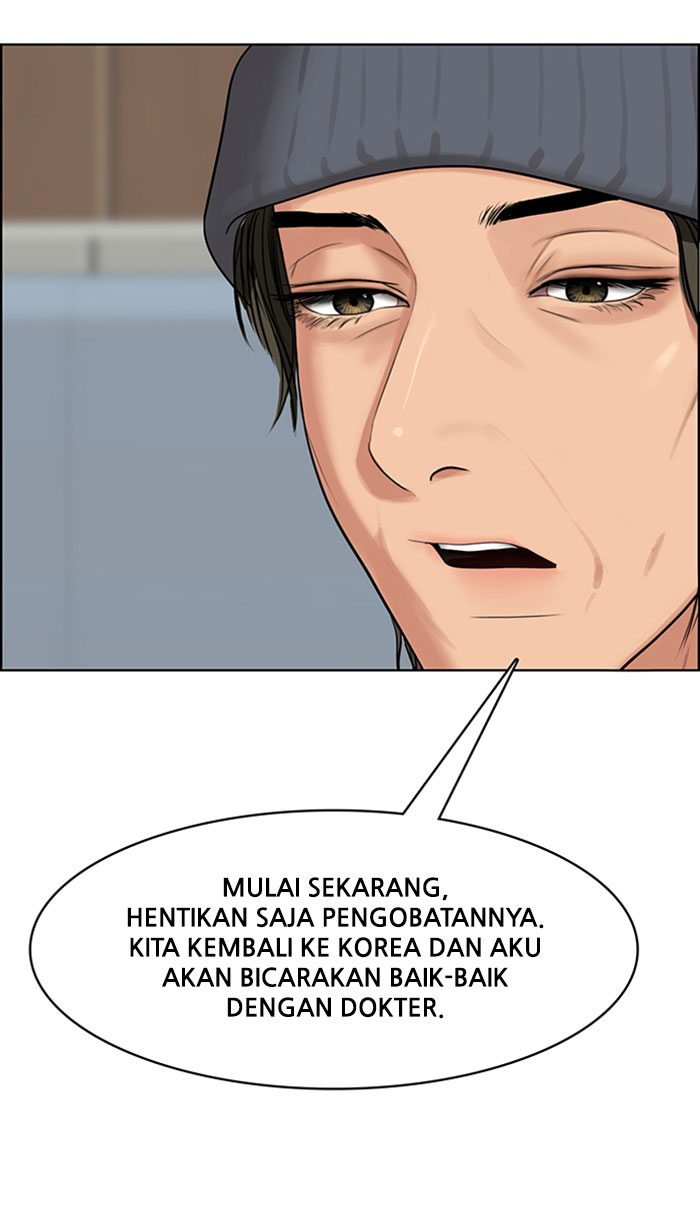 MULAI SEKARANG,
HENTIKAN SAJA PENGOBATANNYA.
KITA KEMBALI KE KOREA DAN AKU
AKAN BICARAKAN BAIK-BAIK
DENGAN DOKTER.